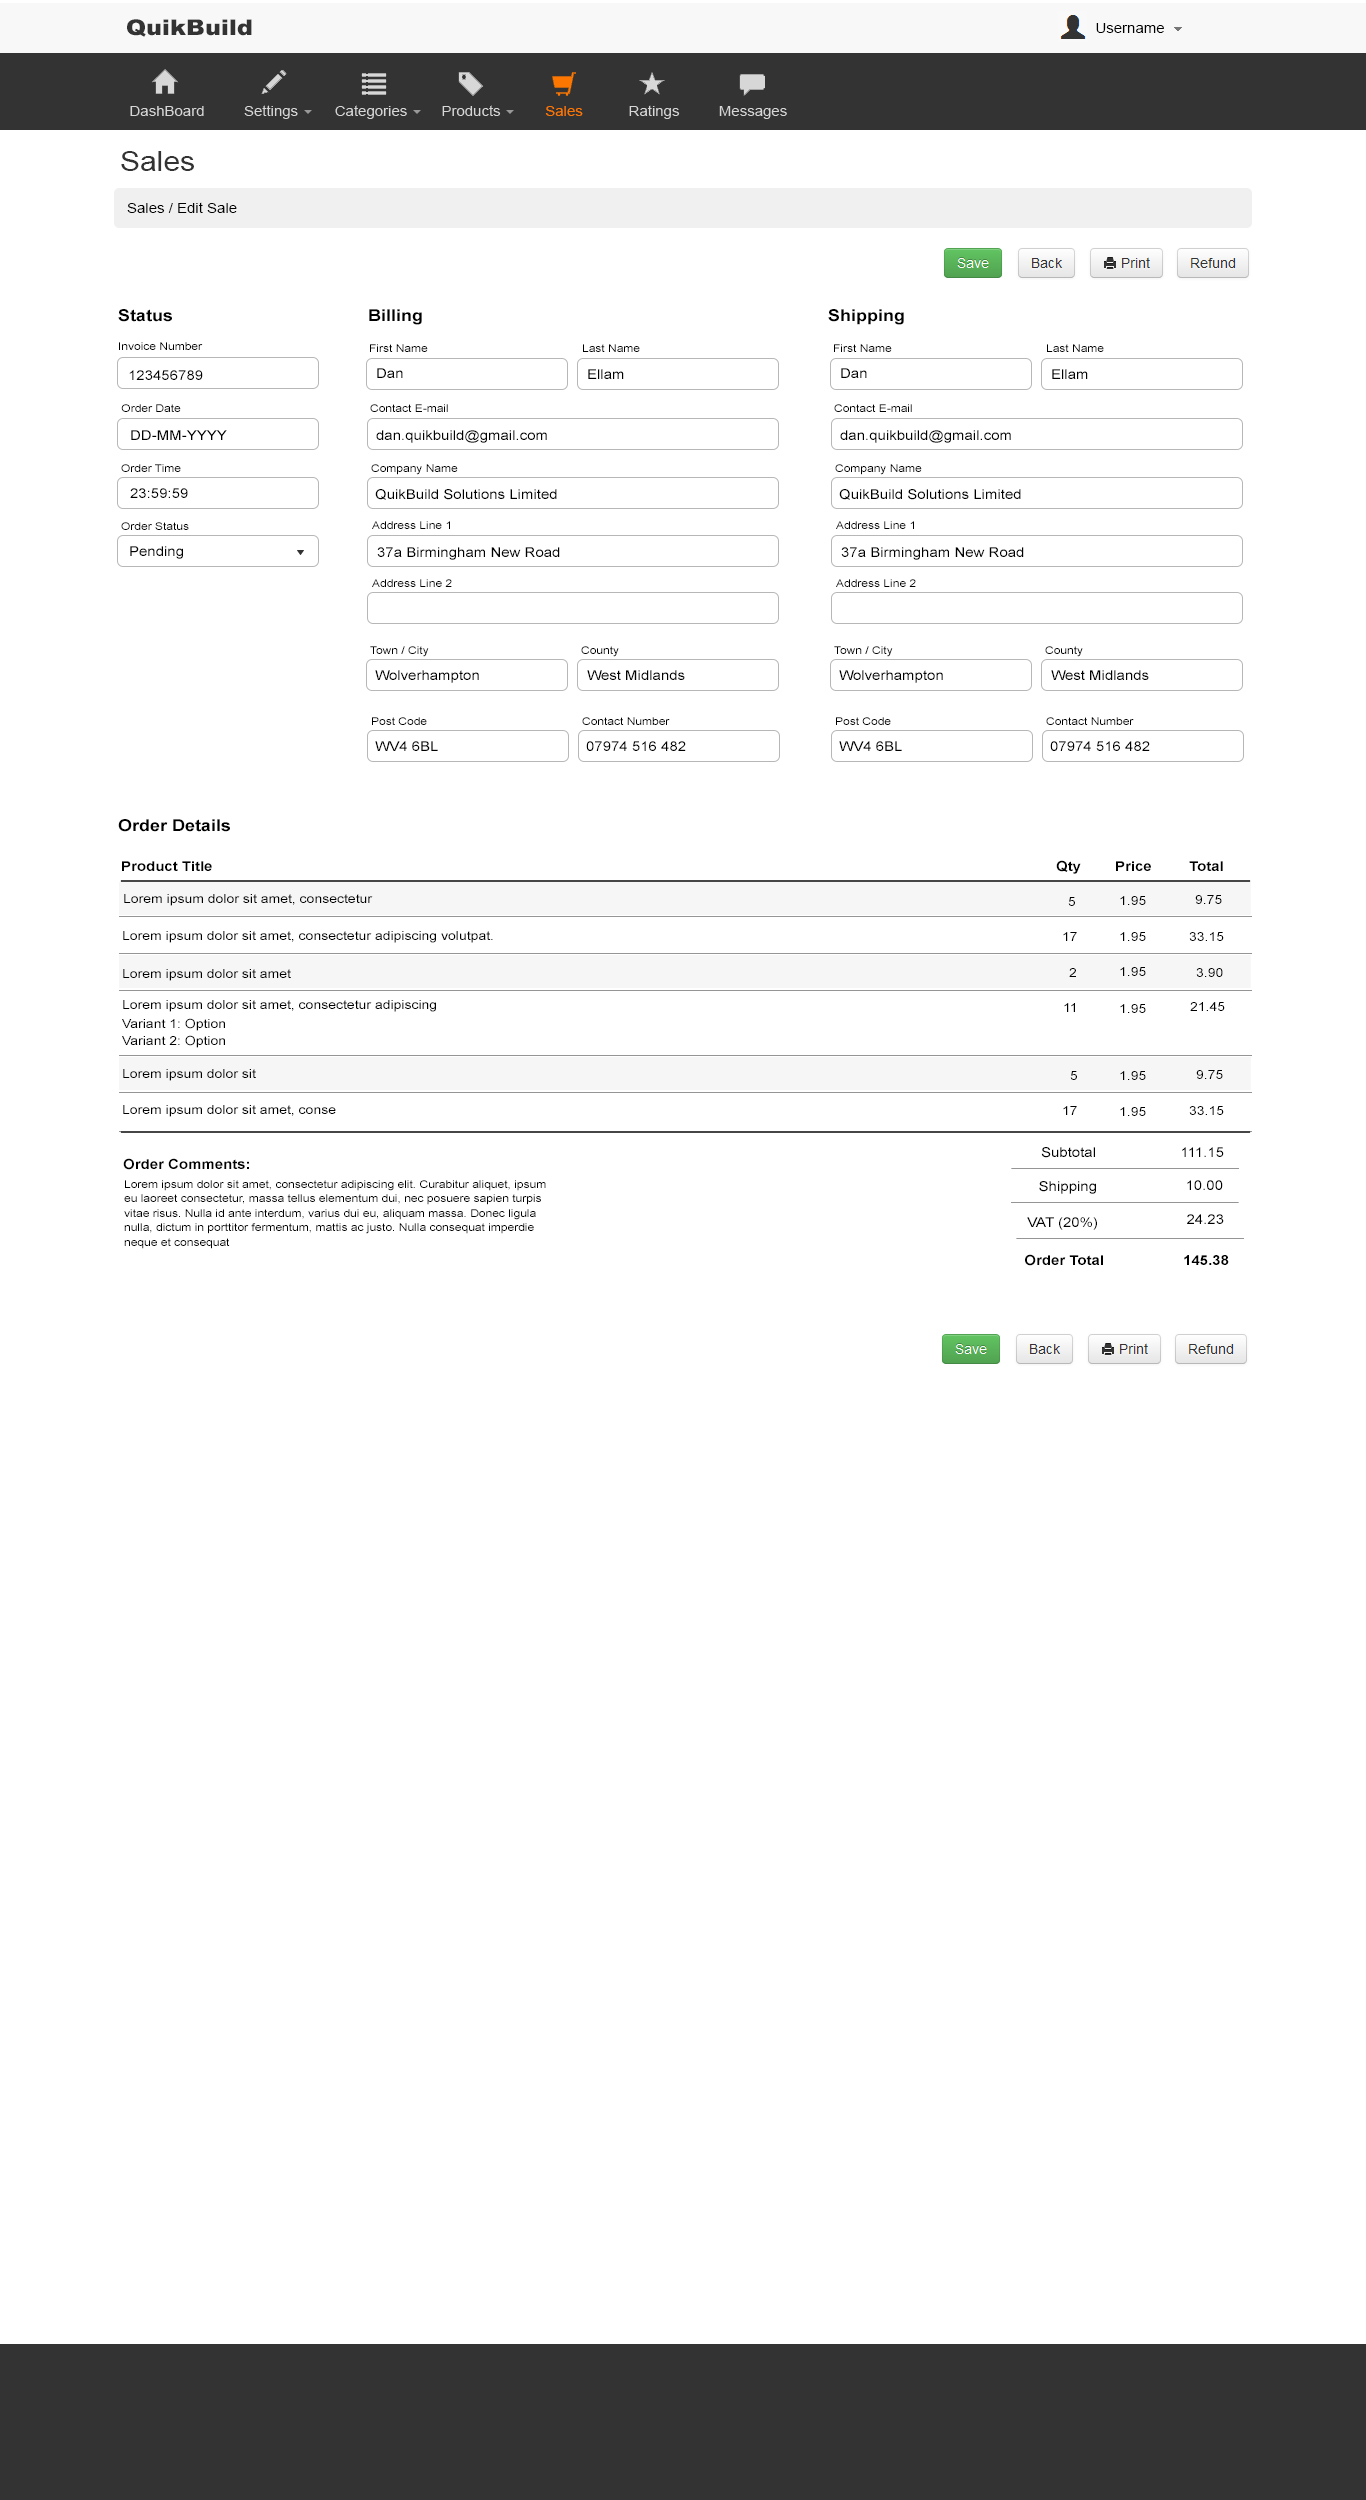 QuikBuild
Username
DashBoard Settings Categories Products Sales Ratings Messages
Sales
Sales / Edit Sale
Save Back Print Refund
Status Billing Shipping
Invoice Number First Name Last Name First Name Last Name
123456789 Dan Ellam Dan Ellam
Order Date Contact E-mail Contact E-mail
DD-MM-YYYY dan.quikbuild@gmail.com dan.quikbuild@gmail.com
Order Time Company Name Company Name
23:59:59 QuikBuild Solutions Limited QuikBuild Solutions Limited
Order Status Address Line 1 Address Line 1
Pending 37a Birmingham New Road 37a Birmingham New Road
Address Line 2 Address Line 2
Town / City County Town / City County
Wolverhampton West Midlands Wolverhampton West Midlands
Post Code Contact Number Post Code Contact Number
WV4 6BL 07974 516 482 WV4 6BL 07974 516 482
Order Details
Product Title Qty Price Total
Lorem ipsum dolor sit amet, consectetur 5 1.95 9.75
Lorem ipsum dolor sit amet, consectetur adipiscing volutpat. 17 1.95 33.15
Lorem ipsum dolor sit amet 2 1.95 3.90
Lorem ipsum dolor sit amet, consectetur adipiscing 11 1.95 21.45
Variant 1: Option
Variant 2: Option
Lorem ipsum dolor sit 5 1.95 9.75
Lorem ipsum dolor sit amet, conse 17 1.95 33.15
Order Comments:
Lorem ipsum dolor sit amet, consectetur adipiscing elit. Curabitur aliquet, ipsum
eu laoreet consectetur, massa tellus elementum dui, nec posuere sapien turpis
vitae risus. Nulla id ante interdum, varius dui eu, aliquam massa. Donec ligula
nulla, dictum in porttitor fermentum, mattis ac justo. Nulla consequat imperdie
neque et consequat
Subtotal 111.15
Shipping 10.00
VAT (20%) 24.23
Order Total 145.38
Save Back Print Refund